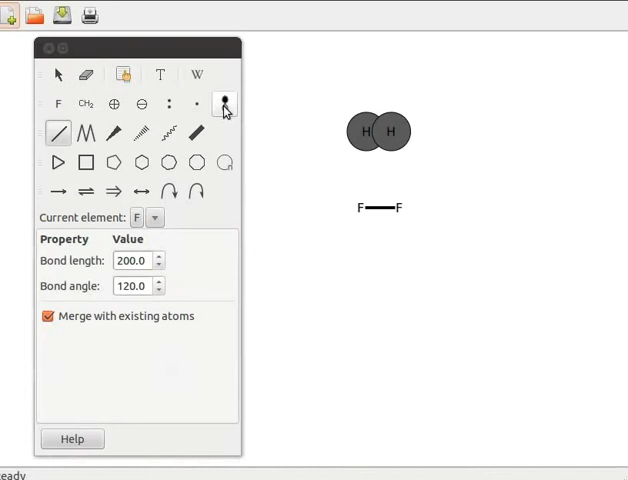 T W
F CH₂
H H
F F
Current element: F
Property Value
Bond length: 200.0
Bond angle: 120.0
Merge with existing atoms
Help
eady